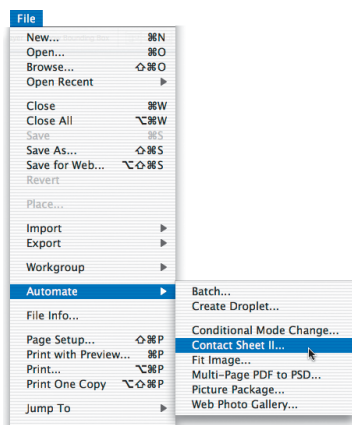 File
New... ⌘N
Open... ⌘O
Browse... ⇧⌘O
Open Recent ▶
Close ⌘W
Close All ⌥⌘W
Save ⌘S
Save As... ⇧⌘S
Save for Web... ⌥⇧⌘S
Revert
Place...
Import ▶
Export ▶
Workgroup ▶
Automate ▶
File Info...
Page Setup... ⇧⌘P
Print with Preview... ⌘P
Print... ⌥⌘P
Print One Copy ⌥⇧⌘P
Jump To ▶
Batch...
Create Droplet...
Conditional Mode Change...
Contact Sheet II...
Fit Image...
Multi-Page PDF to PSD...
Picture Package...
Web Photo Gallery...